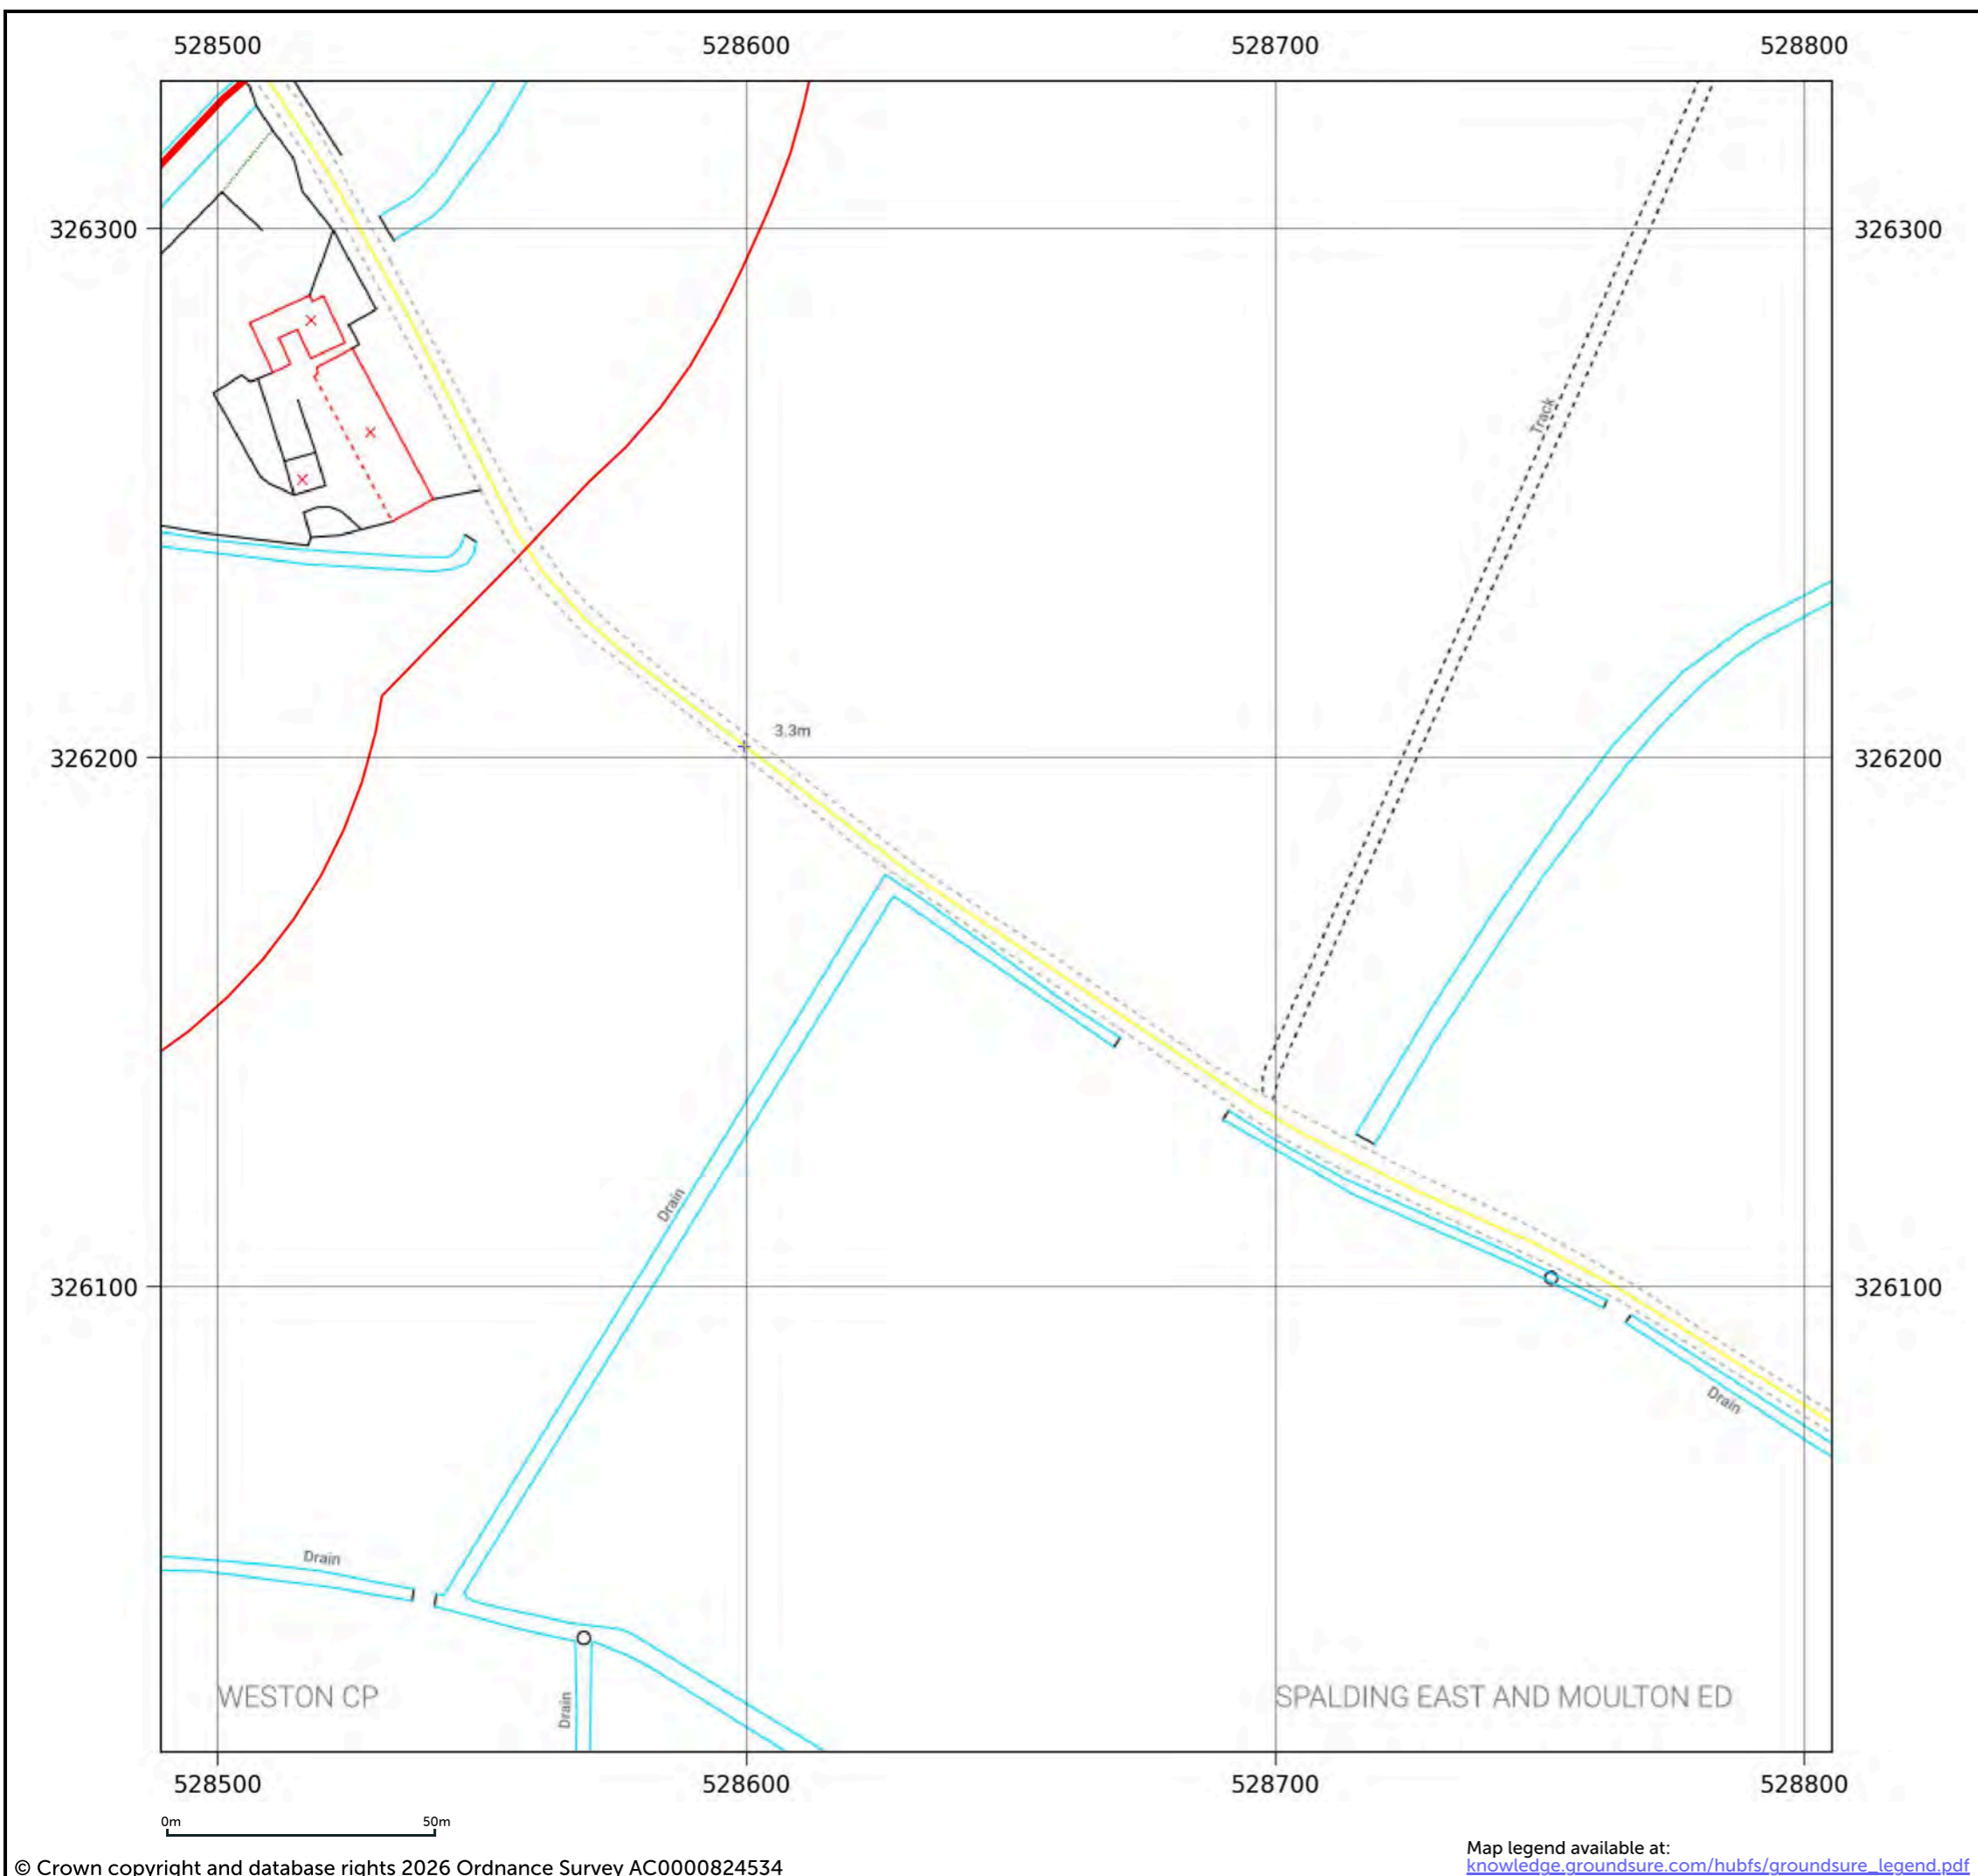 528500 528600 528700 528800
326300 326300
Track
3.3m
326200 326200
Drain
326100 326100
Drain
Drain
WESTON CP SPALDING EAST AND MOULTON ED
Drain
528500 528600 528700 528800
0m 50m
Map legend available at:
© Crown copyright and database rights 2026 Ordnance Survey AC0000824534 knowledge.groundsure.com/hubfs/groundsure_legend.pdf